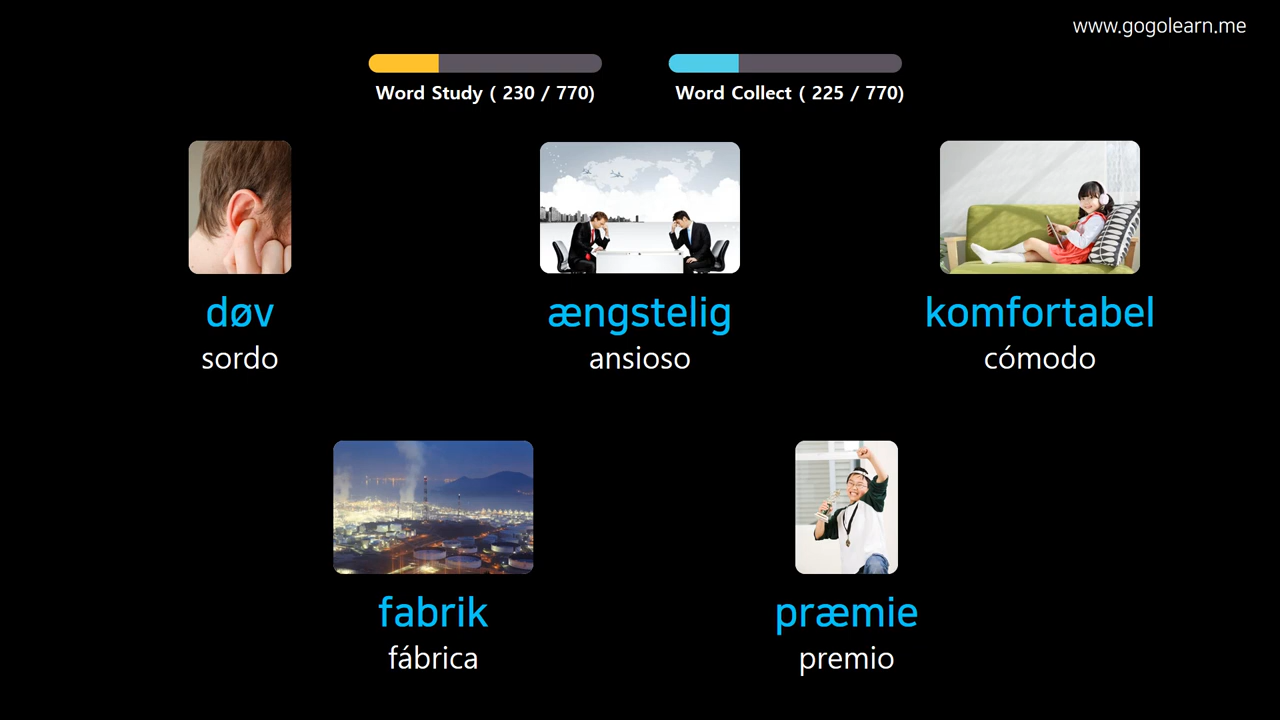 www.gogolearn.me
Word Study ( 230 / 770)
Word Collect ( 225 / 770)
døv
sordo
ængstelig
ansioso
komfortabel
cómodo
fabrik
fábrica
præmie
premio